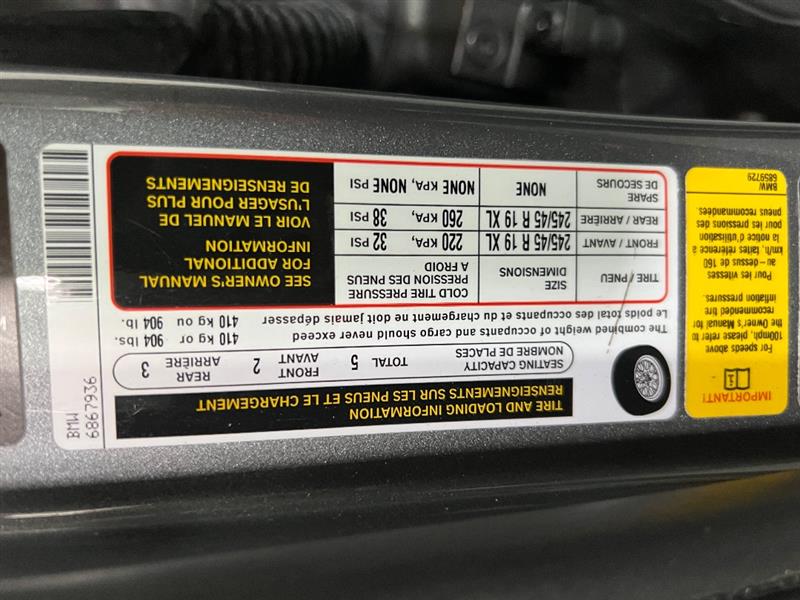 TIRE AND LOADING INFORMATION
RENSEIGNEMENTS SUR LES PNEUS ET LE CHARGEMENT
SEATING CAPACITY
NOMBRE DE PLACES
TOTAL 5
FRONT
AVANT 2
REAR
ARRIÈRE 3
The combined weight of occupants and cargo should never exceed 410 kg or 904 lbs.
Le poids total des occupants et du chargement ne doit jamais dépasser 410 kg ou 904 lb.
TIRE / PNEU
SIZE
DIMENSIONS
COLD TIRE PRESSURE
PRESSION DES PNEUS
A FROID
FRONT / AVANT 245/45 R 19 XL 220 KPA, 32 PSI
REAR / ARRIÈRE 245/45 R 19 XL 260 KPA, 38 PSI
SPARE
DE SECOURS
NONE NONE KPA, NONE PSI
SEE OWNER'S MANUAL
FOR ADDITIONAL
INFORMATION
VOIR LE MANUEL DE
L'USAGER POUR PLUS
DE RENSEIGNEMENTS
BMW
6867936
IMPORTANT!
For speeds above
100mph, please, refer to
the Owner's Manual for
recommended tire
inflation pressures.
Pour les vitesses
au-dessus de 160
km/h, faites référence à
la notice d'utilisation
pour les pressions des
pneus recommandées.
BMW
6859729